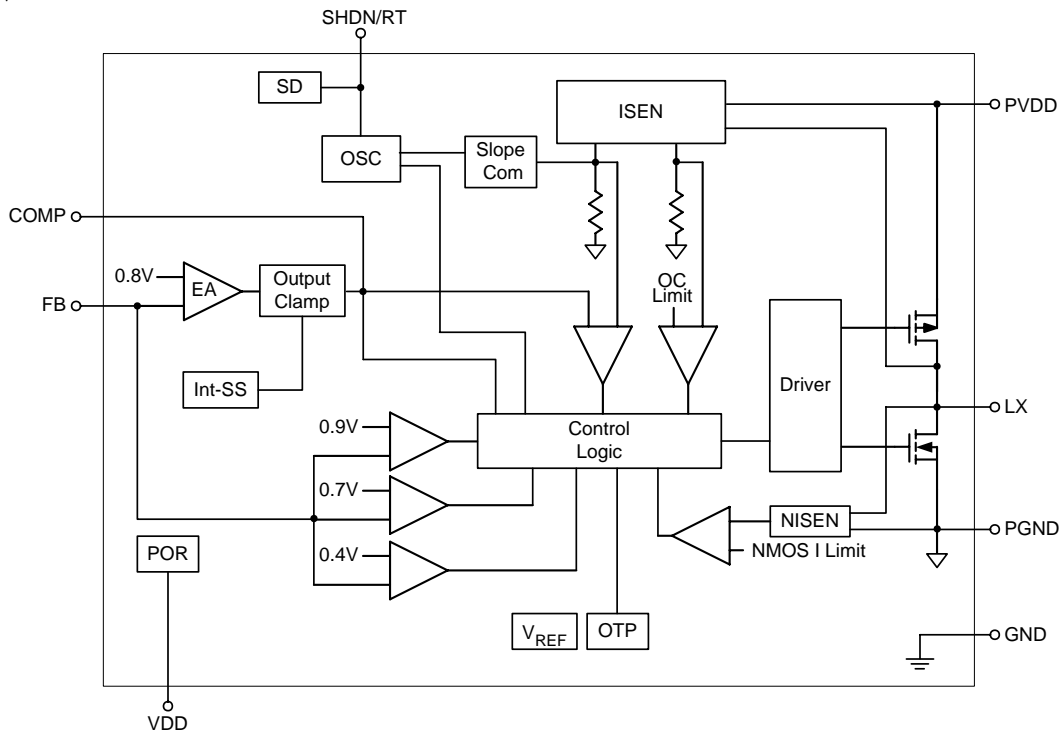 SHDN/RT
SD
ISEN
PVDD
OSC
Slope
Com
COMP
0.8V
EA
Output
Clamp
OC
Limit
FB
Int-SS
Driver
LX
0.9V
Control
Logic
0.7V
NISEN
PGND
POR
0.4V
NMOS I Limit
VREF
OTP
GND
VDD